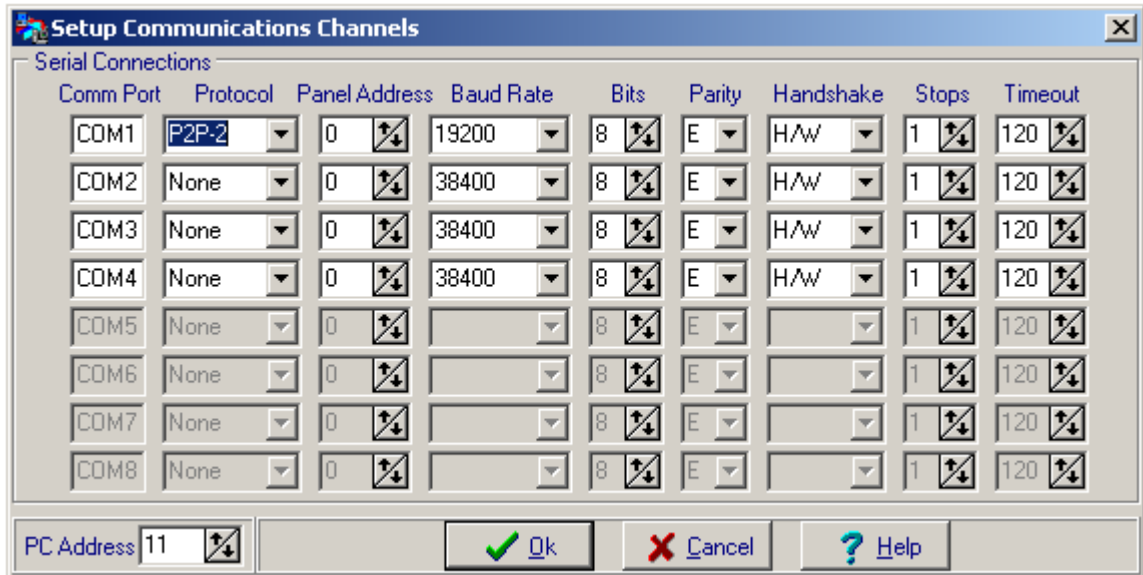 Setup Communications Channels
Serial Connections
Comm Port Protocol Panel Address Baud Rate Bits Parity Handshake Stops Timeout
COM1 P2P-2 0 19200 8 E H/W 1 120
COM2 None 0 38400 8 E H/W 1 120
COM3 None 0 38400 8 E H/W 1 120
COM4 None 0 38400 8 E H/W 1 120
COM5 None 0 8 E 1 120
COM6 None 0 8 E 1 120
COM7 None 0 8 E 1 120
COM8 None 0 8 E 1 120
PC Address 11 Ok Cancel Help